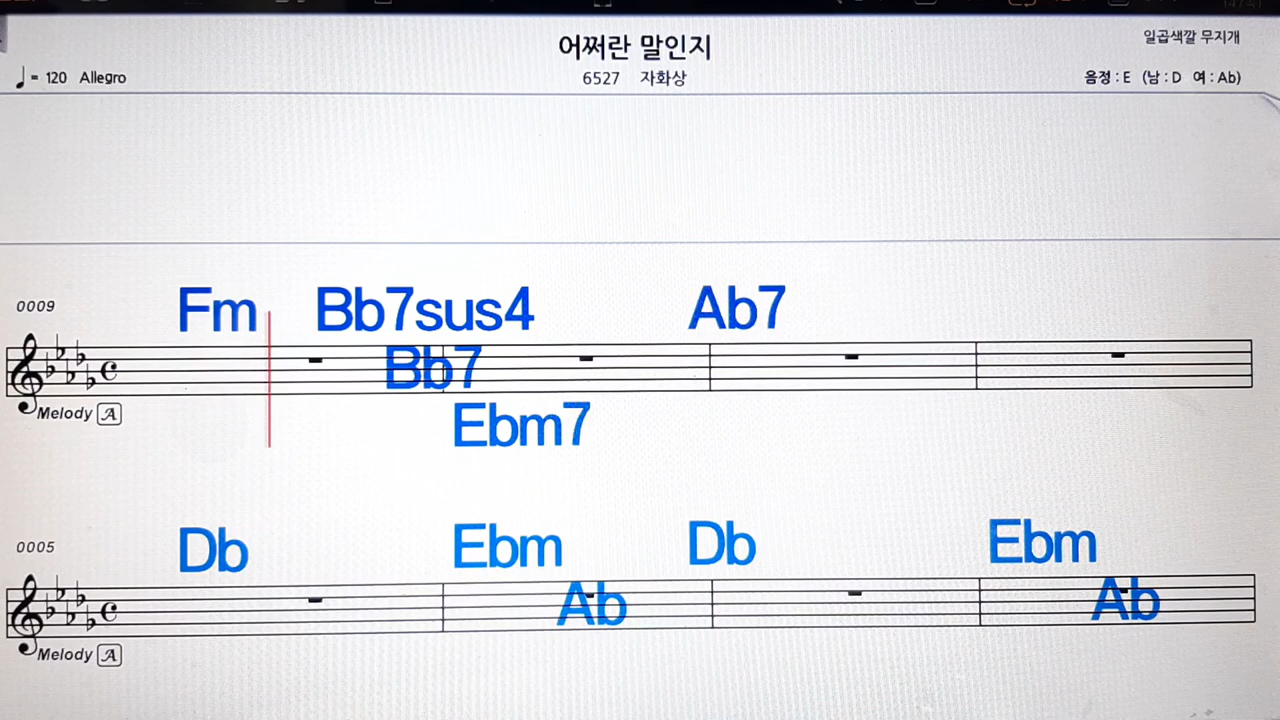 어쩌란 말인지
일곱색깔 무지개
♩= 120 Allegro
6527 자화상
음정 : E (남 : D 여 : Ab)
0009
Fm Bb7sus4 Ab7
Bb7
Melody A
Ebm7
0005
Db Ebm Db Ebm
Ab Ab
Melody A